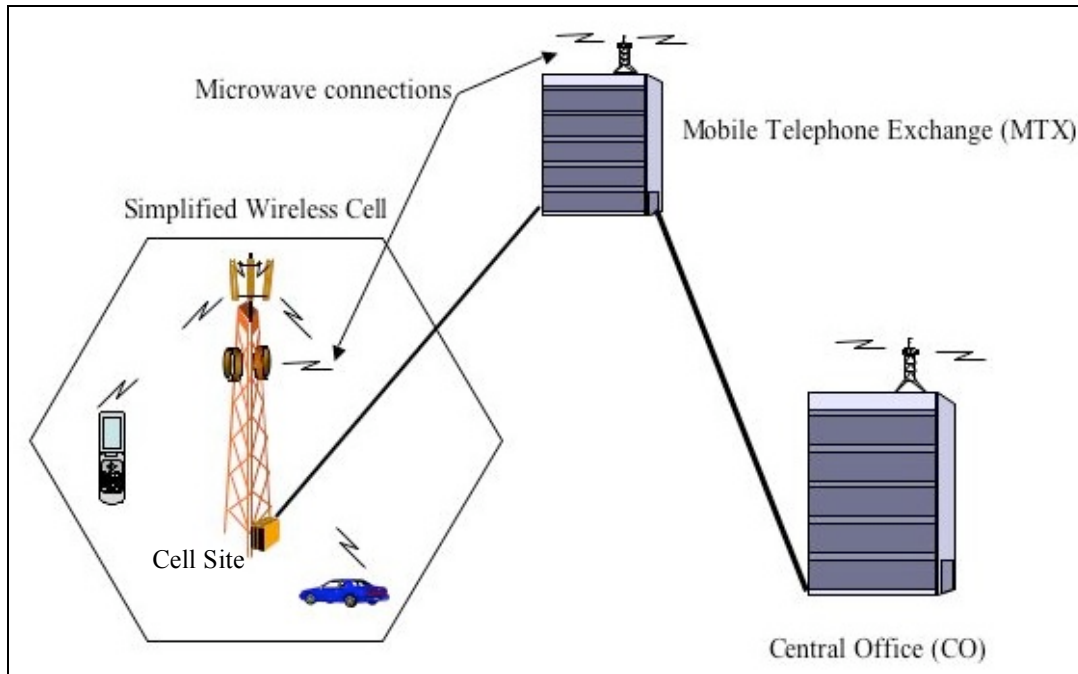 Microwave connections
Mobile Telephone Exchange (MTX)
Simplified Wireless Cell
Cell Site
Central Office (CO)